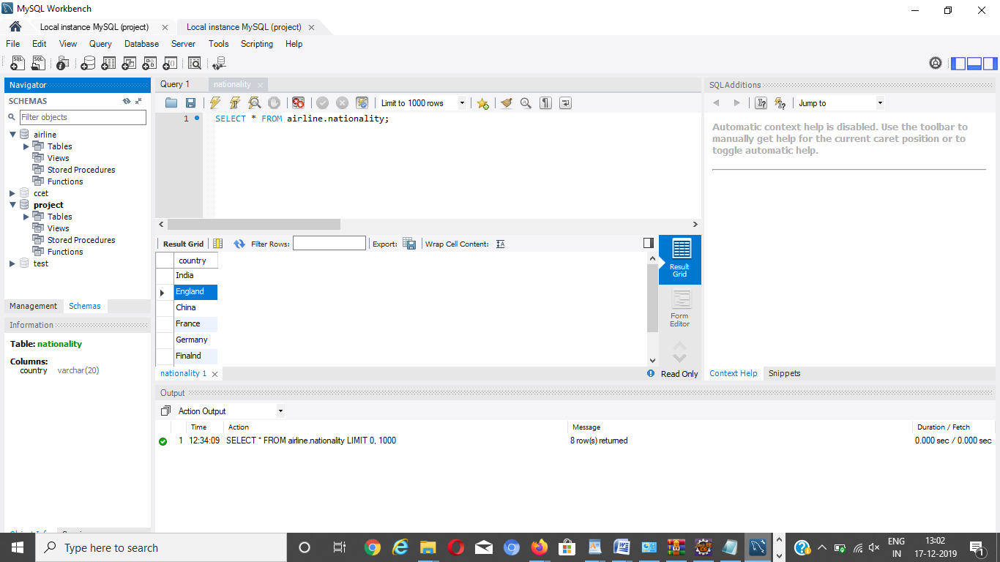 MySQL Workbench
Local instance MySQL (project) Local instance MySQL (project)
File Edit View Query Database Server Tools Scripting Help
Navigator
SCHEMAS
Filter objects
airline
Tables
Views
Stored Procedures
Functions
ccet
project
Tables
Views
Stored Procedures
Functions
test
Management Schemas
Information
Table: nationality
Columns:
country varchar(20)
Query 1 nationality
Limit to 1000 rows
1 SELECT * FROM airline.nationality;
Result Grid Filter Rows: Export: Wrap Cell Content:
country
India
England
China
France
Germany
Finalnd
Result
Grid
Form
Editor
nationality 1 Read Only
SQLAdditions
Jump to
Automatic context help is disabled. Use the toolbar to
manually get help for the current caret position or to
toggle automatic help.
Context Help Snippets
Output
Action Output
Time Action Message Duration / Fetch
1 12:34:09 SELECT * FROM airline.nationality LIMIT 0, 1000 8 row(s) returned 0.000 sec / 0.000 sec
Type here to search
ENG
IN
13:02
17-12-2019
1